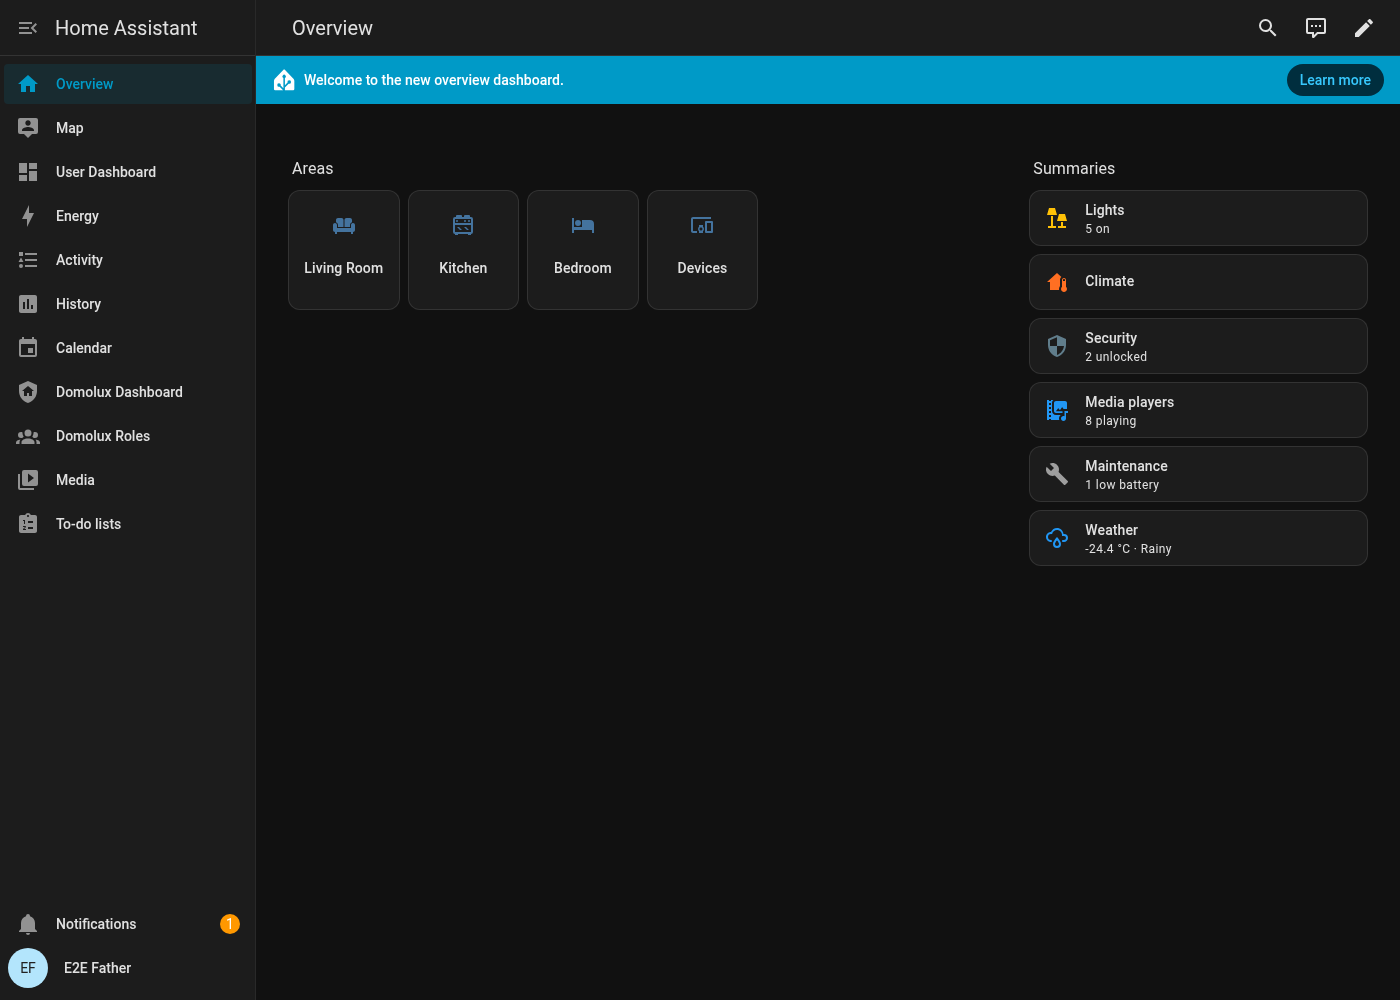 Home Assistant
Overview
Map
User Dashboard
Energy
Activity
History
Calendar
Domolux Dashboard
Domolux Roles
Media
To-do lists
Notifications
1
EF
E2E Father
Overview
Welcome to the new overview dashboard.
Learn more
Areas
Living Room
Kitchen
Bedroom
Devices
Summaries
Lights
5 on
Climate
Security
2 unlocked
Media players
8 playing
Maintenance
1 low battery
Weather
-24.4 °C · Rainy